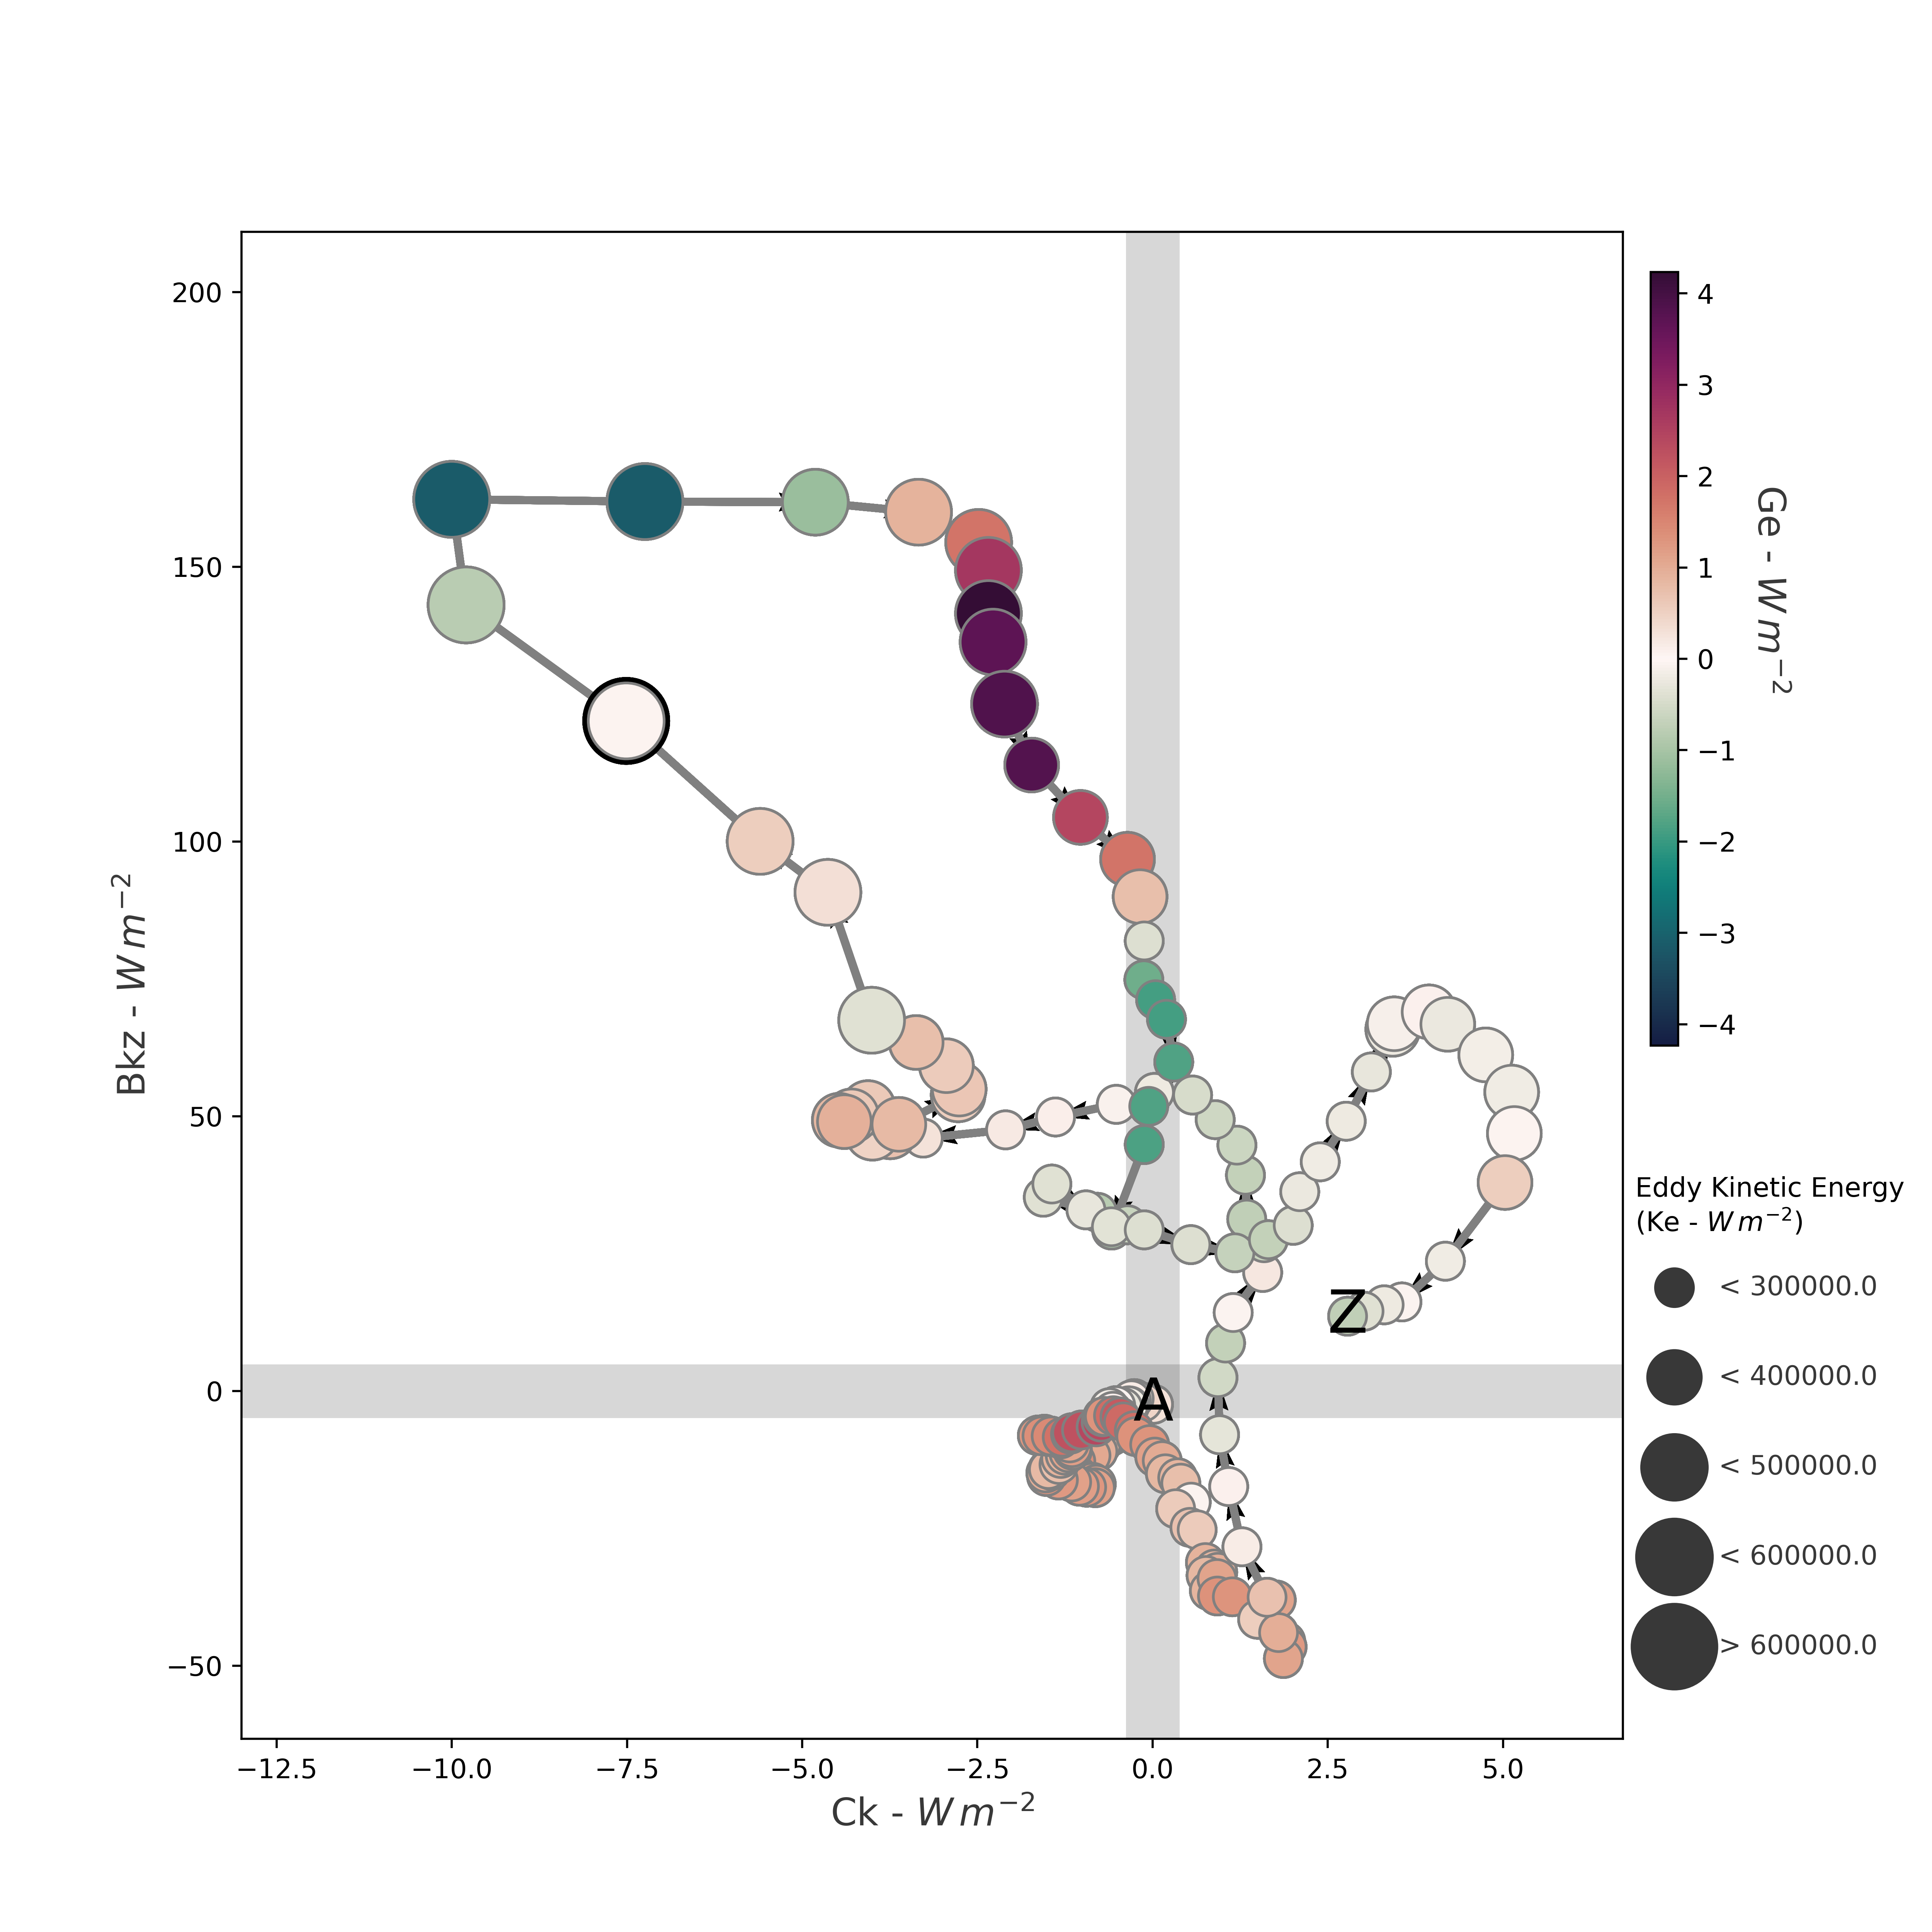 200
150
100
50
0
−50
−12.5 −10.0 −7.5 −5.0 −2.5 0.0 2.5 5.0
Ck - W m⁻²
Bkz - W m⁻²
A
Z
4
3
2
1
0
−1
−2
−3
−4
Ge - W m⁻²
Eddy Kinetic Energy
(Ke - W m⁻²)
< 300000.0
< 400000.0
< 500000.0
< 600000.0
> 600000.0